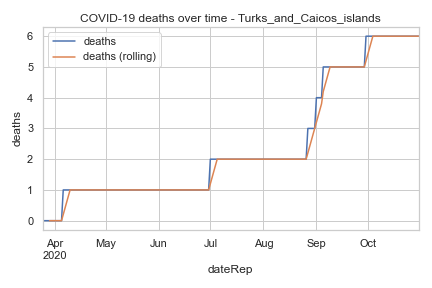 COVID-19 deaths over time - Turks_and_Caicos_islands
deaths
deaths (rolling)
6
5
4
3
2
1
0
deaths
Apr May Jun Jul Aug Sep Oct
2020
dateRep